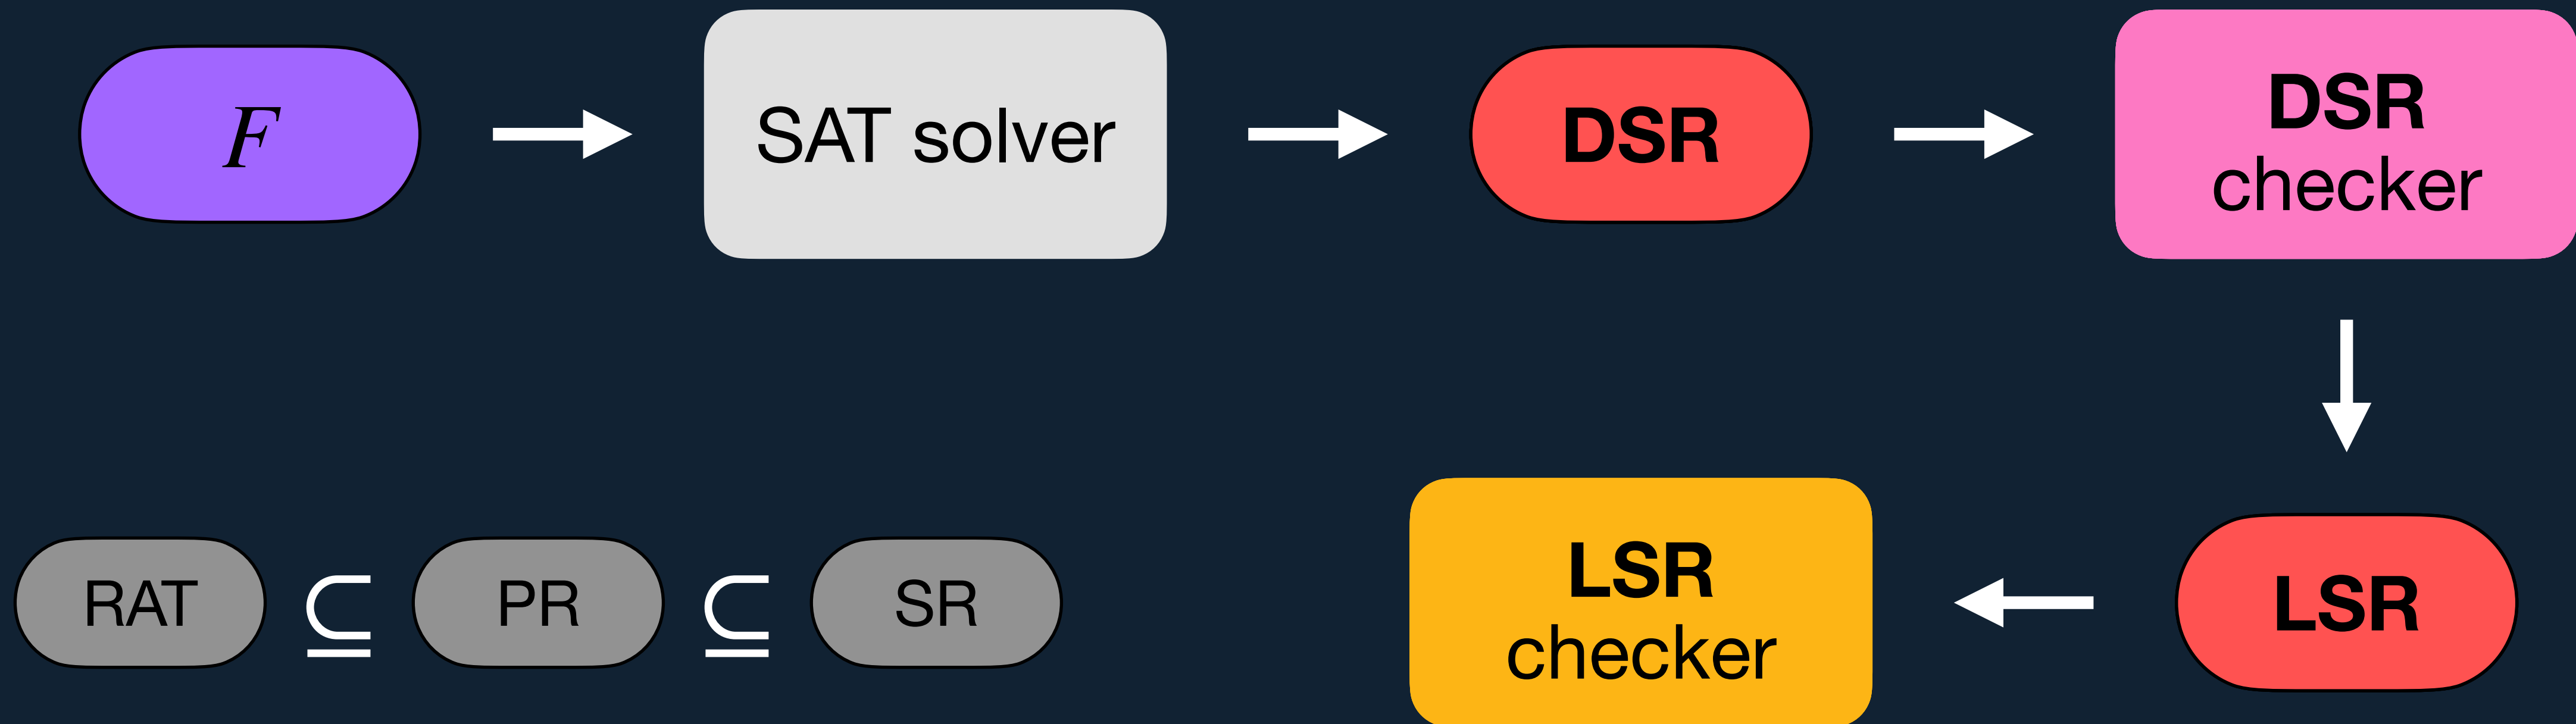 F
SAT solver
DSR
DSR
checker
RAT ⊆ PR ⊆ SR
LSR
checker
LSR